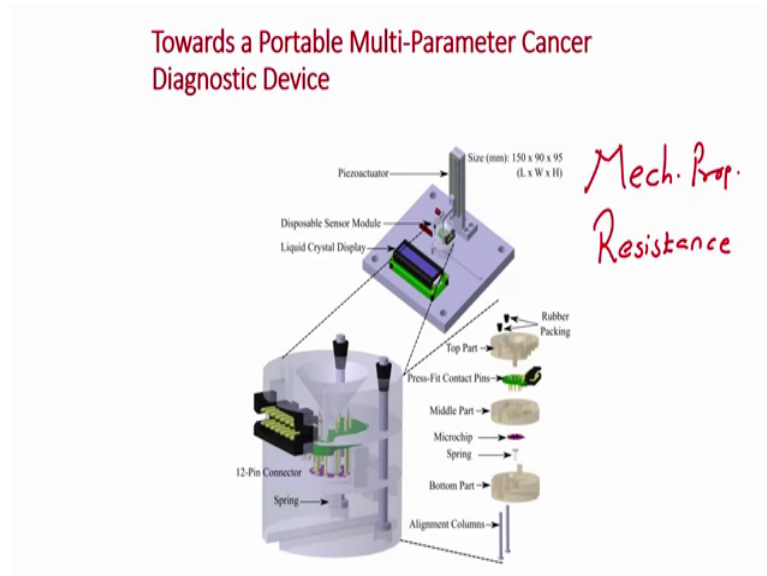 Towards a Portable Multi-Parameter Cancer
Diagnostic Device
Size (mm): 150 x 90 x 95
(L x W x H)
Piezoactuator
Disposable Sensor Module
Liquid Crystal Display
Mech. Prop.
Resistance
Rubber
Packing
Top Part
Press-Fit Contact Pins
Middle Part
Microchip
Spring
Bottom Part
Alignment Columns
12-Pin Connector
Spring